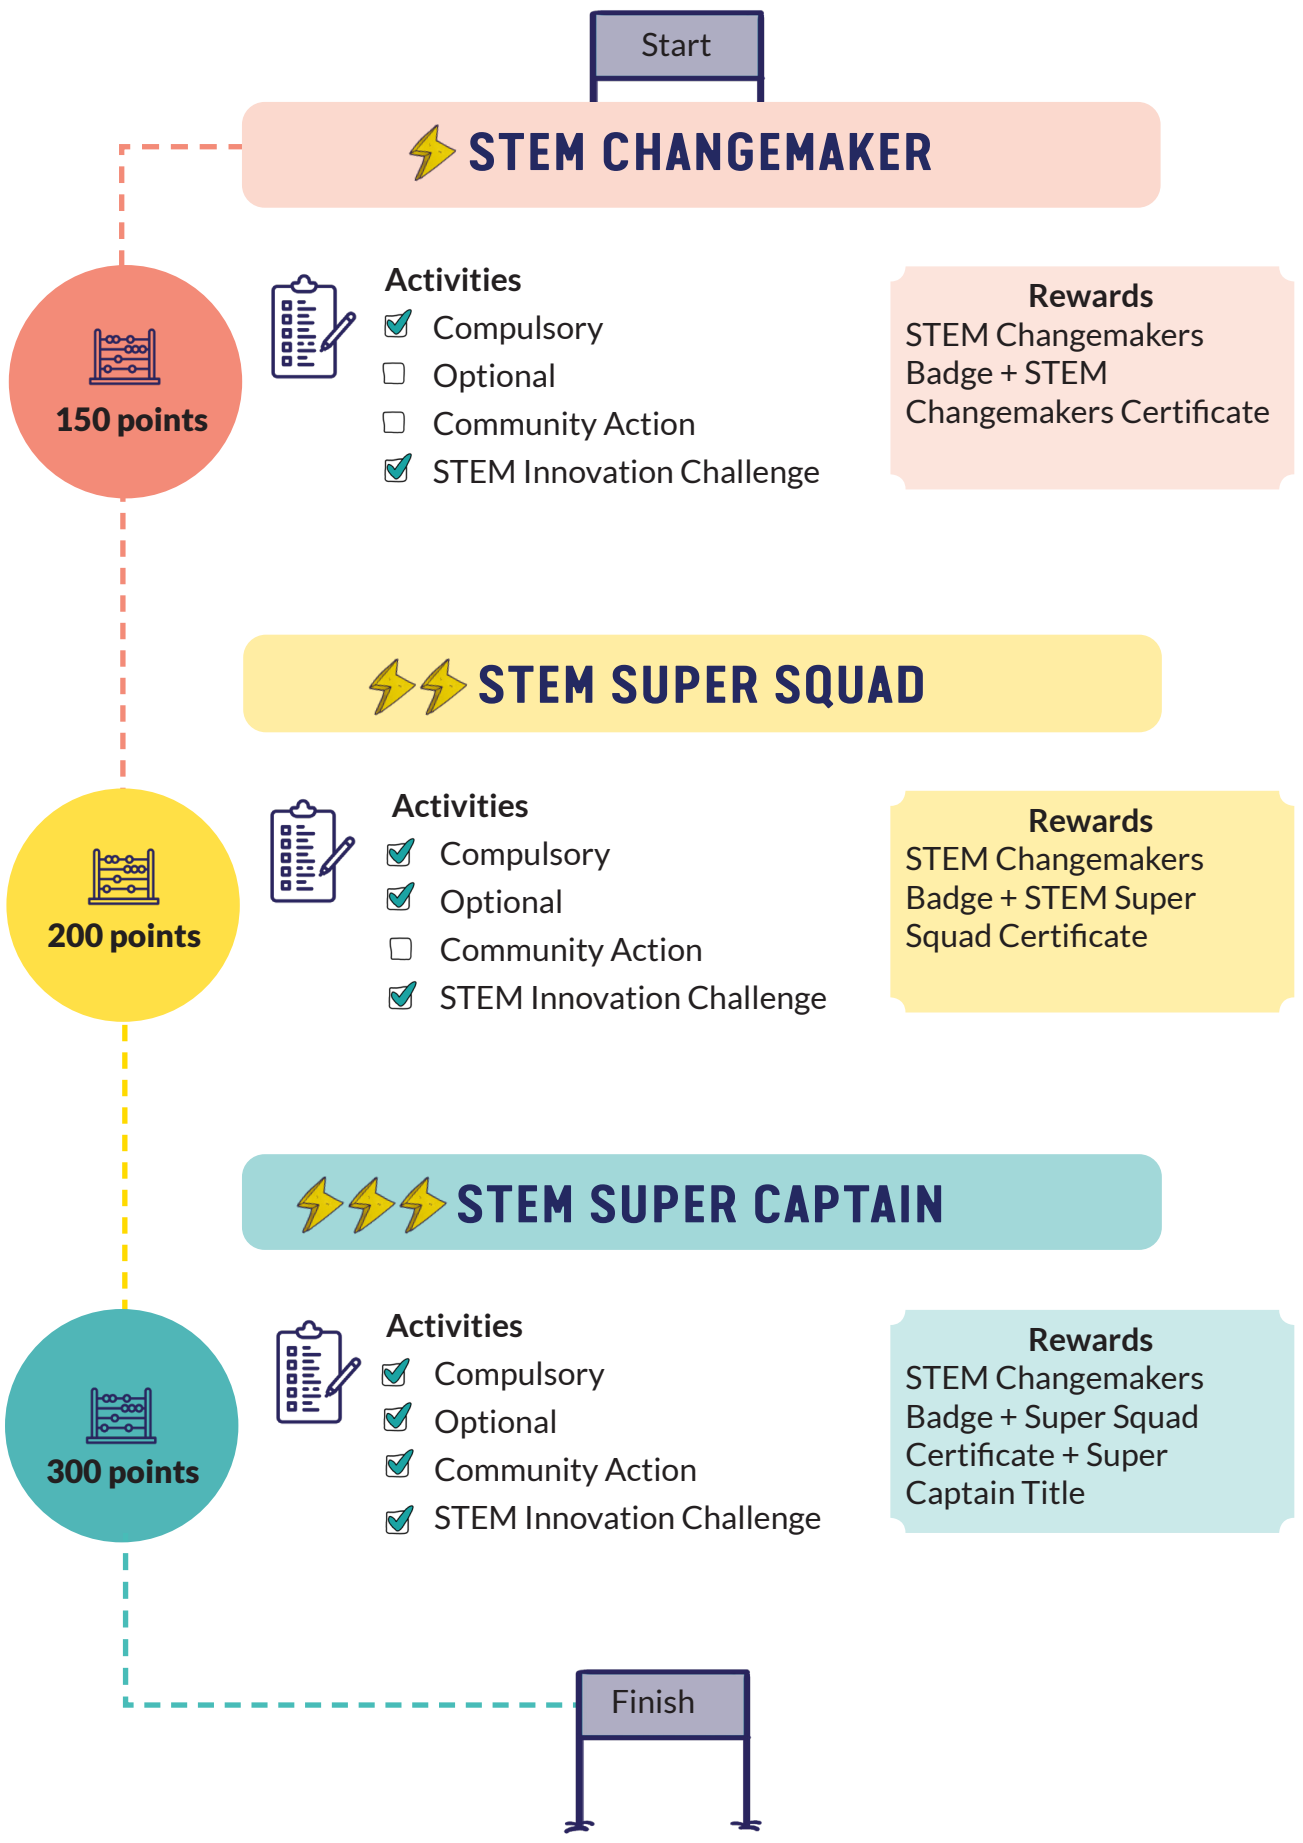 Start
STEM CHANGEMAKER
150 points
Activities
Compulsory
Optional
Community Action
STEM Innovation Challenge
Rewards
STEM Changemakers
Badge + STEM
Changemakers Certificate
STEM SUPER SQUAD
200 points
Activities
Compulsory
Optional
Community Action
STEM Innovation Challenge
Rewards
STEM Changemakers
Badge + STEM Super
Squad Certificate
STEM SUPER CAPTAIN
300 points
Activities
Compulsory
Optional
Community Action
STEM Innovation Challenge
Rewards
STEM Changemakers
Badge + Super Squad
Certificate + Super
Captain Title
Finish